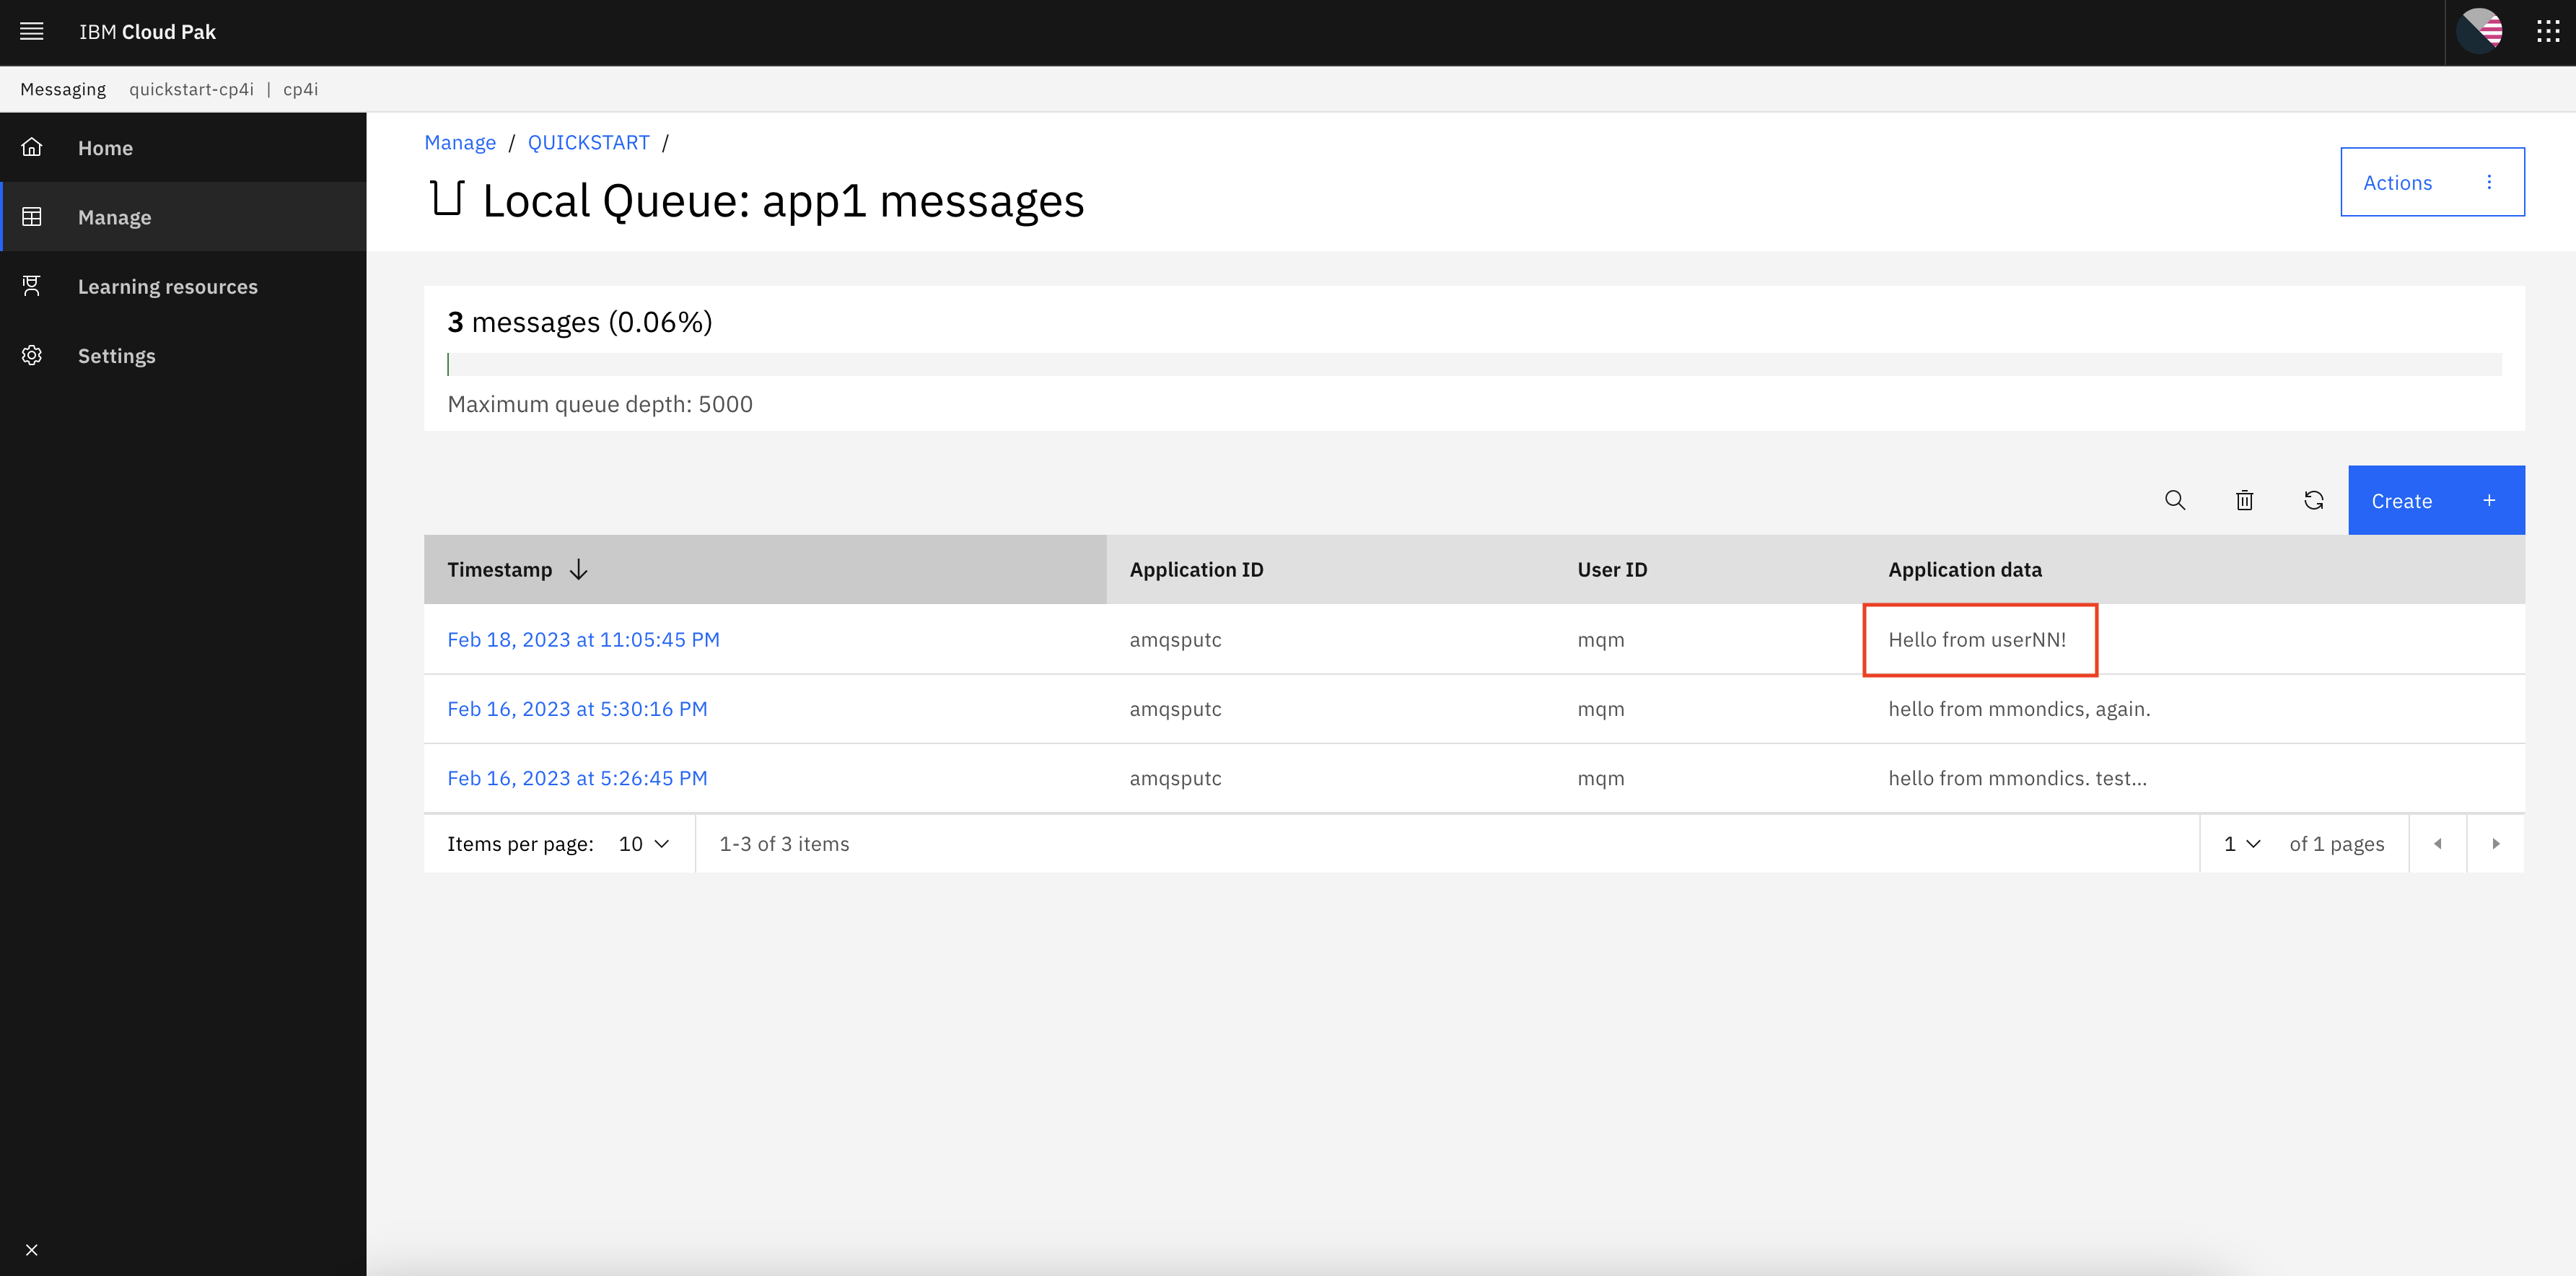 IBM Cloud Pak
Messaging quickstart-cp4i | cp4i
Home
Manage
Learning resources
Settings
Manage / QUICKSTART /
Local Queue: app1 messages
Actions
3 messages (0.06%)
Maximum queue depth: 5000
Create +
Timestamp Application ID User ID Application data
Feb 18, 2023 at 11:05:45 PM amqsputc mqm Hello from userNN!
Feb 16, 2023 at 5:30:16 PM amqsputc mqm hello from mmondics, again.
Feb 16, 2023 at 5:26:45 PM amqsputc mqm hello from mmondics. test...
Items per page: 10 1-3 of 3 items 1 of 1 pages